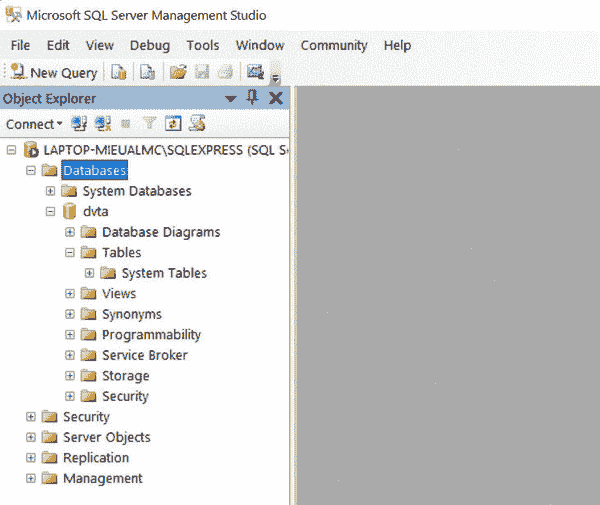 Microsoft SQL Server Management Studio
File Edit View Debug Tools Window Community Help
New Query
Object Explorer
Connect
LAPTOP-MIEUALMC\SQLEXPRESS (SQL S
Databases
System Databases
dvta
Database Diagrams
Tables
System Tables
Views
Synonyms
Programmability
Service Broker
Storage
Security
Security
Server Objects
Replication
Management